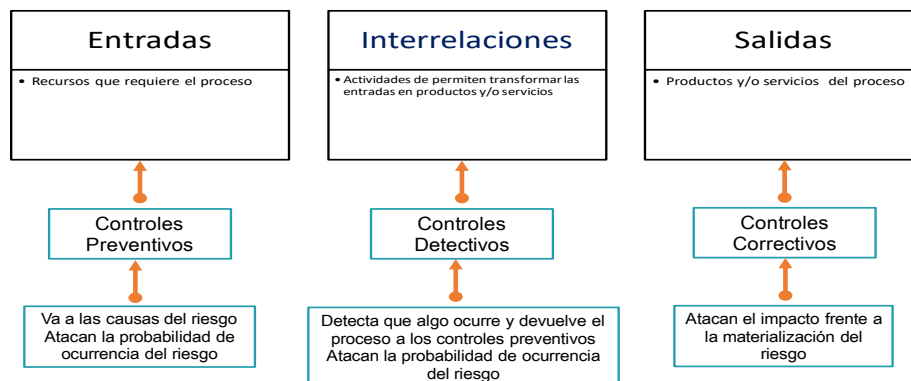 Entradas
• Recursos que requiere el proceso
Interrelaciones
• Actividades de permiten transformar las
entradas en productos y/o servicios
Salidas
• Productos y/o servicios del proceso
Controles
Preventivos
Controles
Detectivos
Controles
Correctivos
Va a las causas del riesgo
Atacan la probabilidad de
ocurrencia del riesgo
Detecta que algo ocurre y devuelve el
proceso a los controles preventivos
Atacan la probabilidad de ocurrencia
del riesgo
Atacan el impacto frente a
la materialización del
riesgo